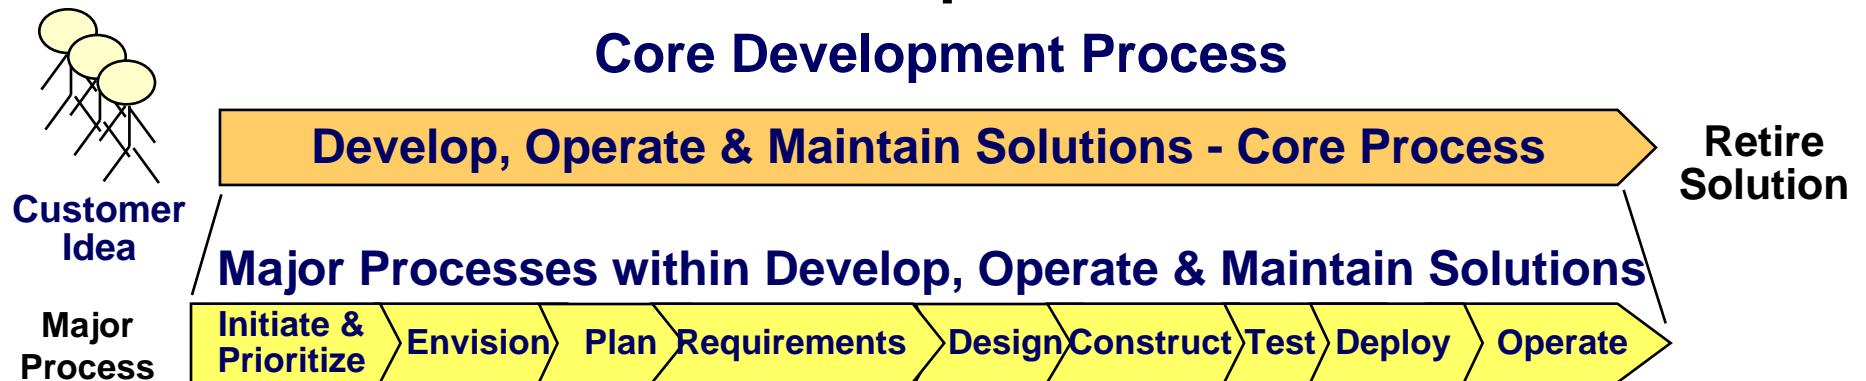 Core Development Process
Develop, Operate & Maintain Solutions - Core Process
Retire
Solution
Customer
Idea
Major Processes within Develop, Operate & Maintain Solutions
Major
Process
Initiate &
Prioritize
Envision
Plan
Requirements
Design
Construct
Test
Deploy
Operate